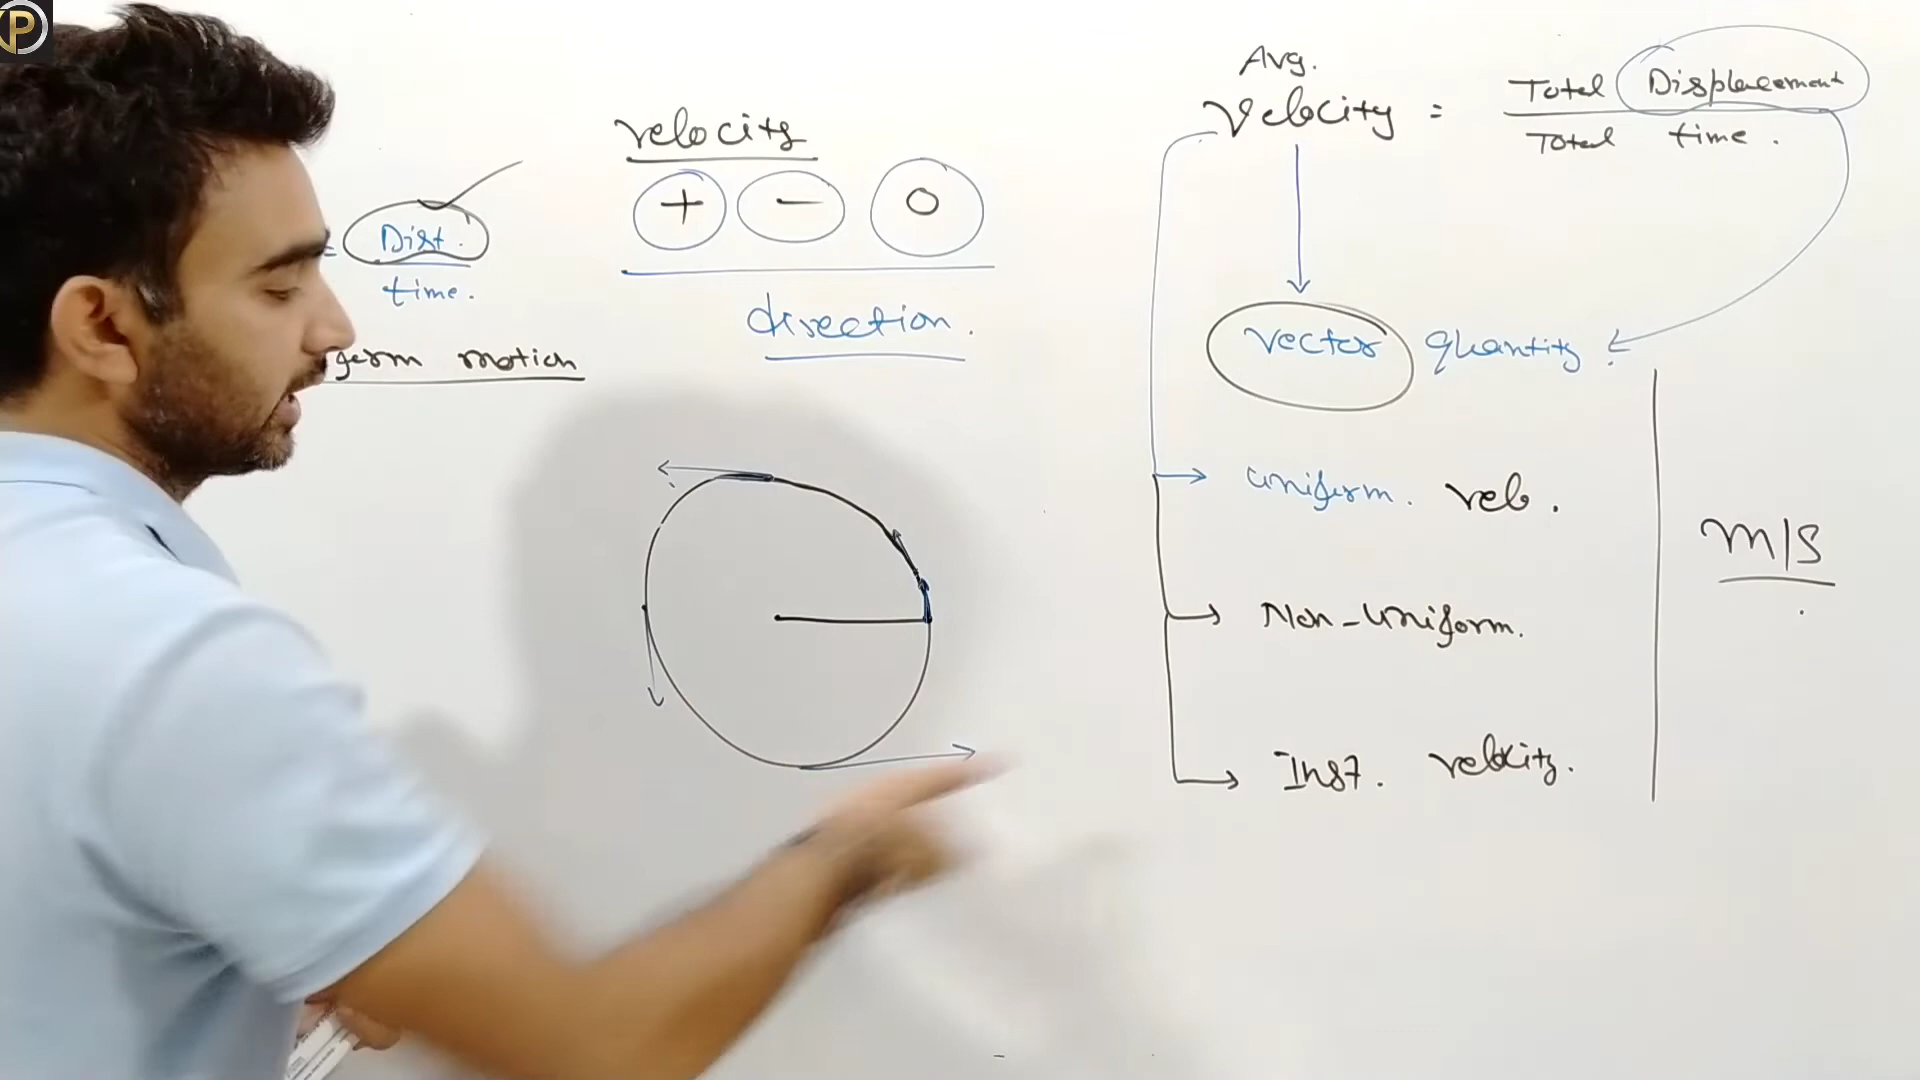 P
velocity
+ - 0
direction.
= Dist.
time.
form motion
Avg.
Velocity = Total Displacement
Total time.
Vector quantity.
uniform. vel.
Non-uniform.
Inst. velocity.
M/S